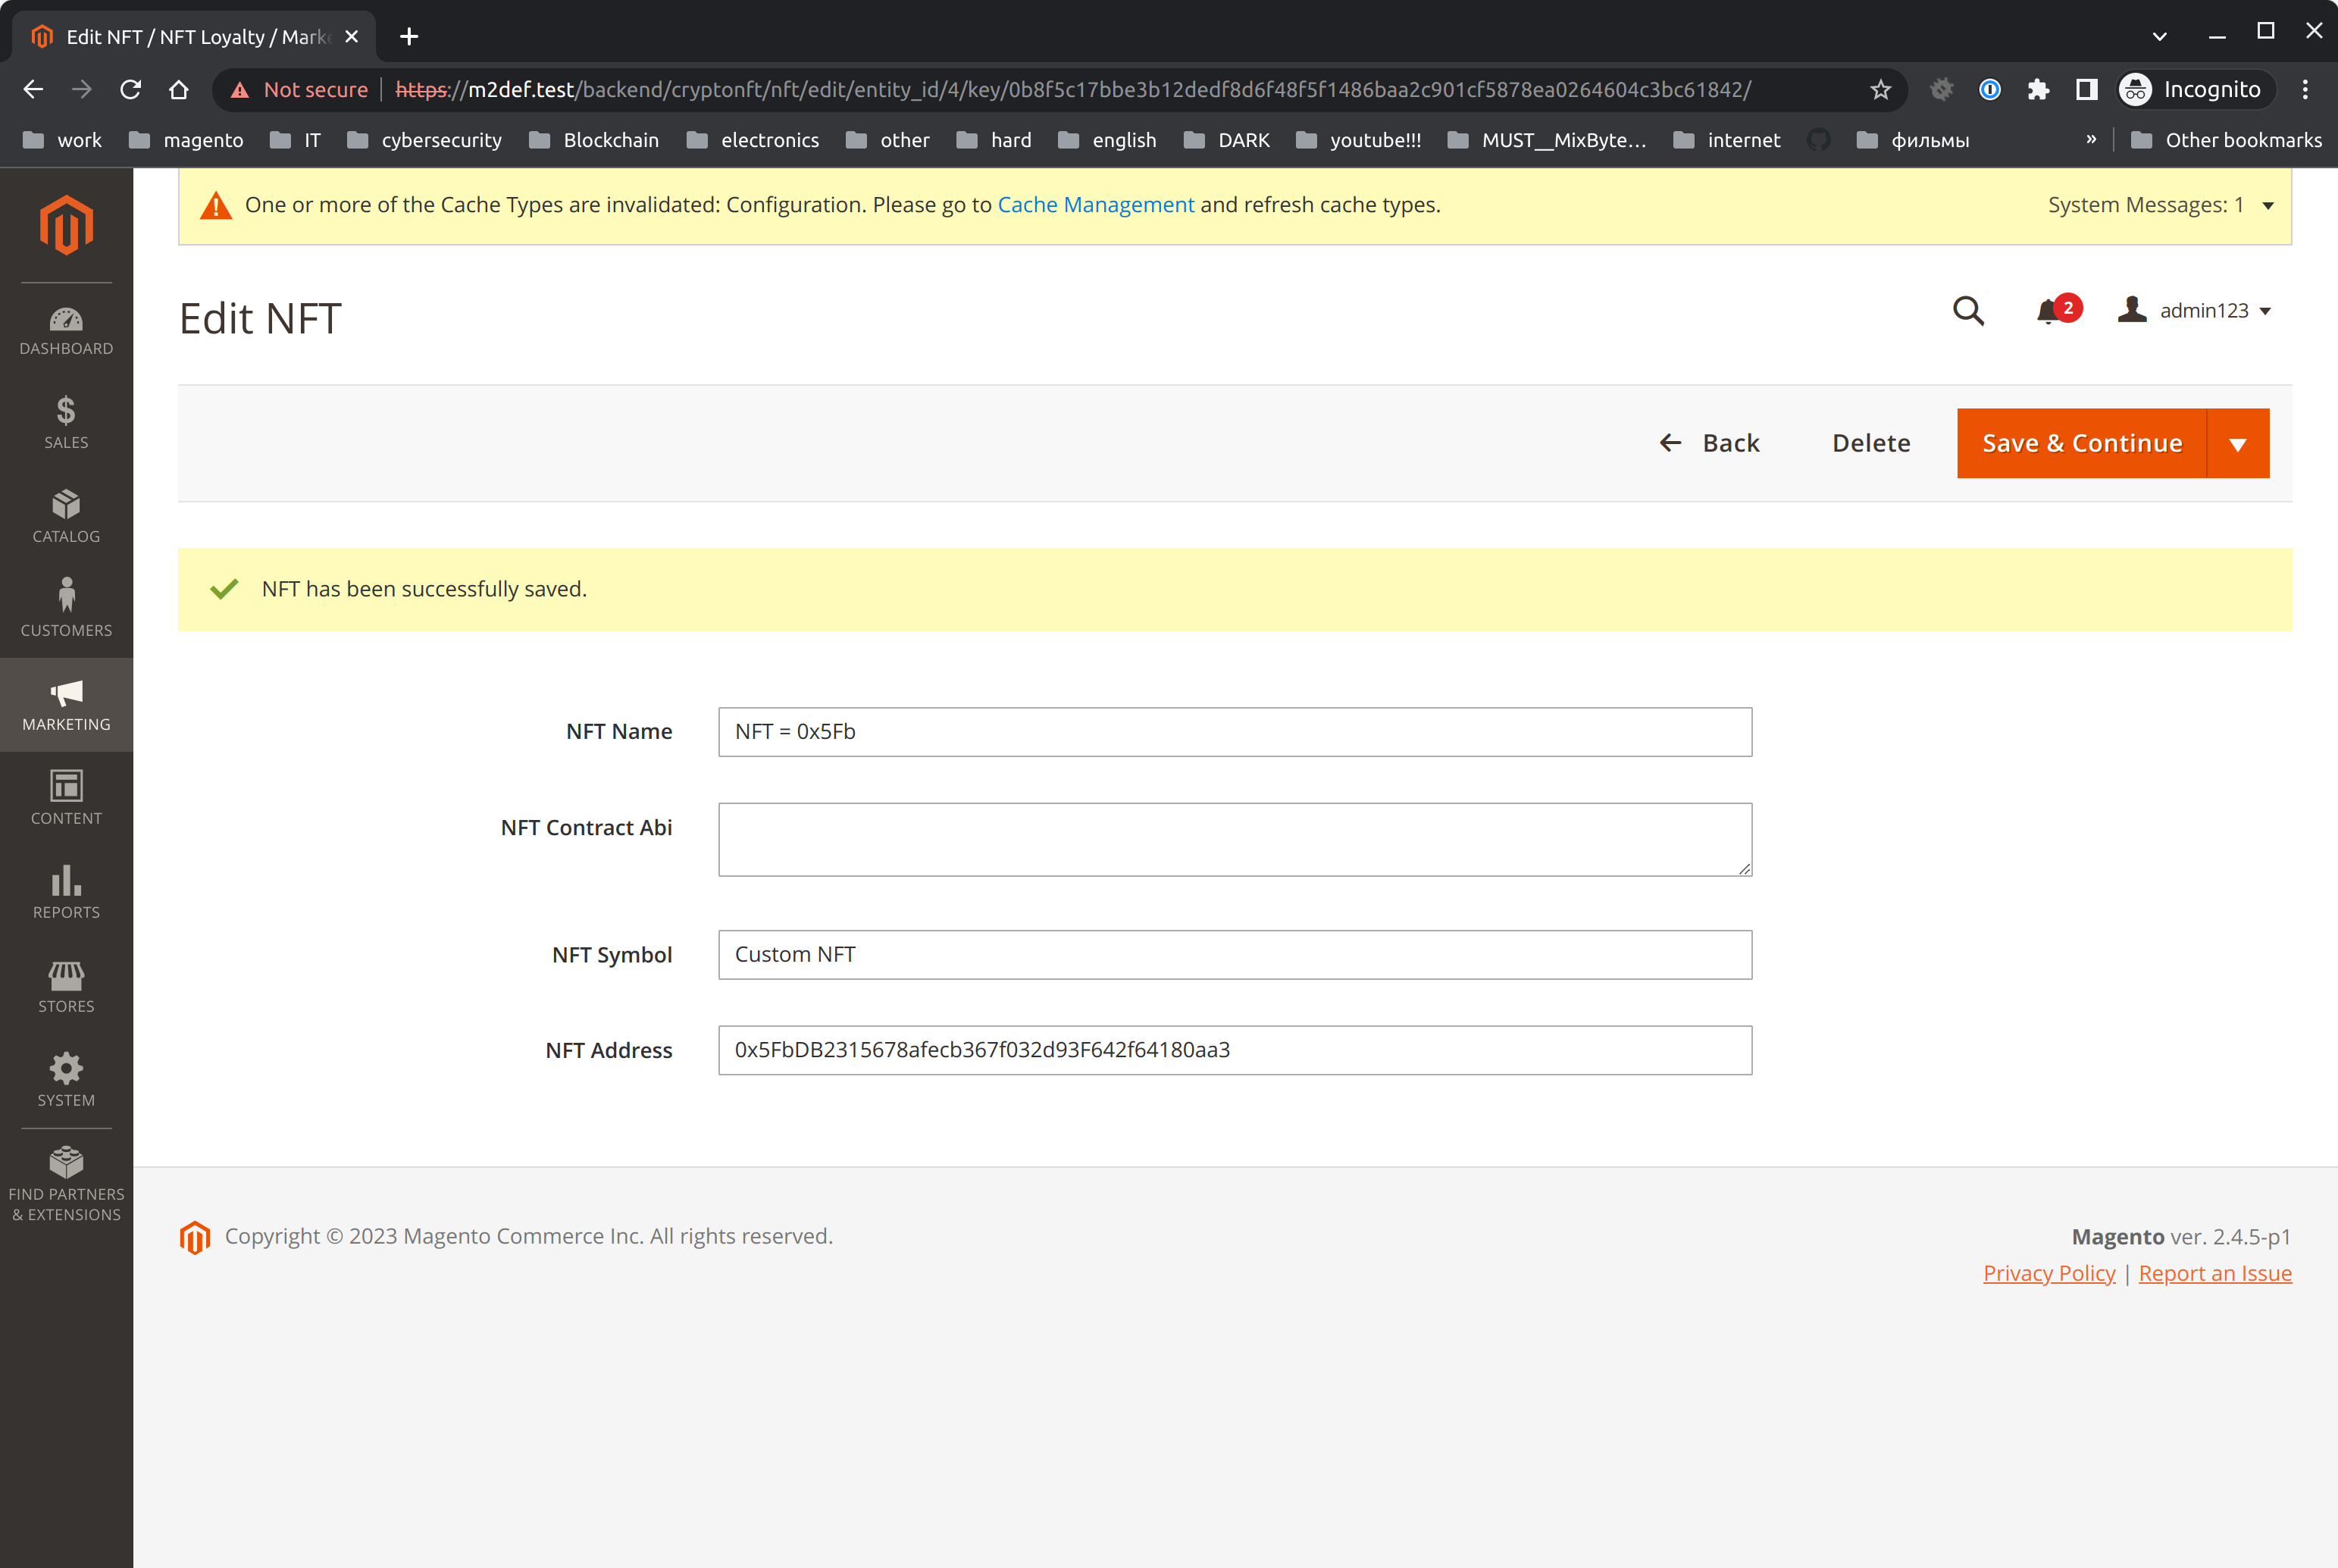 Edit NFT / NFT Loyalty / Marke
Not secure https://m2def.test/backend/cryptonft/nft/edit/entity_id/4/key/0b8f5c17bbe3b12dedf8d6f48f5f1486baa2c901cf5878ea0264604c3bc61842/ Incognito
work magento IT cybersecurity Blockchain electronics other hard english DARK youtube!!! MUST__MixByte... internet фильмы » Other bookmarks
One or more of the Cache Types are invalidated: Configuration. Please go to Cache Management and refresh cache types. System Messages: 1
Edit NFT
2
admin123
Back Delete Save & Continue
NFT has been successfully saved.
NFT Name NFT = 0x5Fb
NFT Contract Abi
NFT Symbol Custom NFT
NFT Address 0x5FbDB2315678afecb367f032d93F642f64180aa3
DASHBOARD
SALES
CATALOG
CUSTOMERS
MARKETING
CONTENT
REPORTS
STORES
SYSTEM
FIND PARTNERS
& EXTENSIONS
Copyright © 2023 Magento Commerce Inc. All rights reserved.
Magento ver. 2.4.5-p1
Privacy Policy | Report an Issue